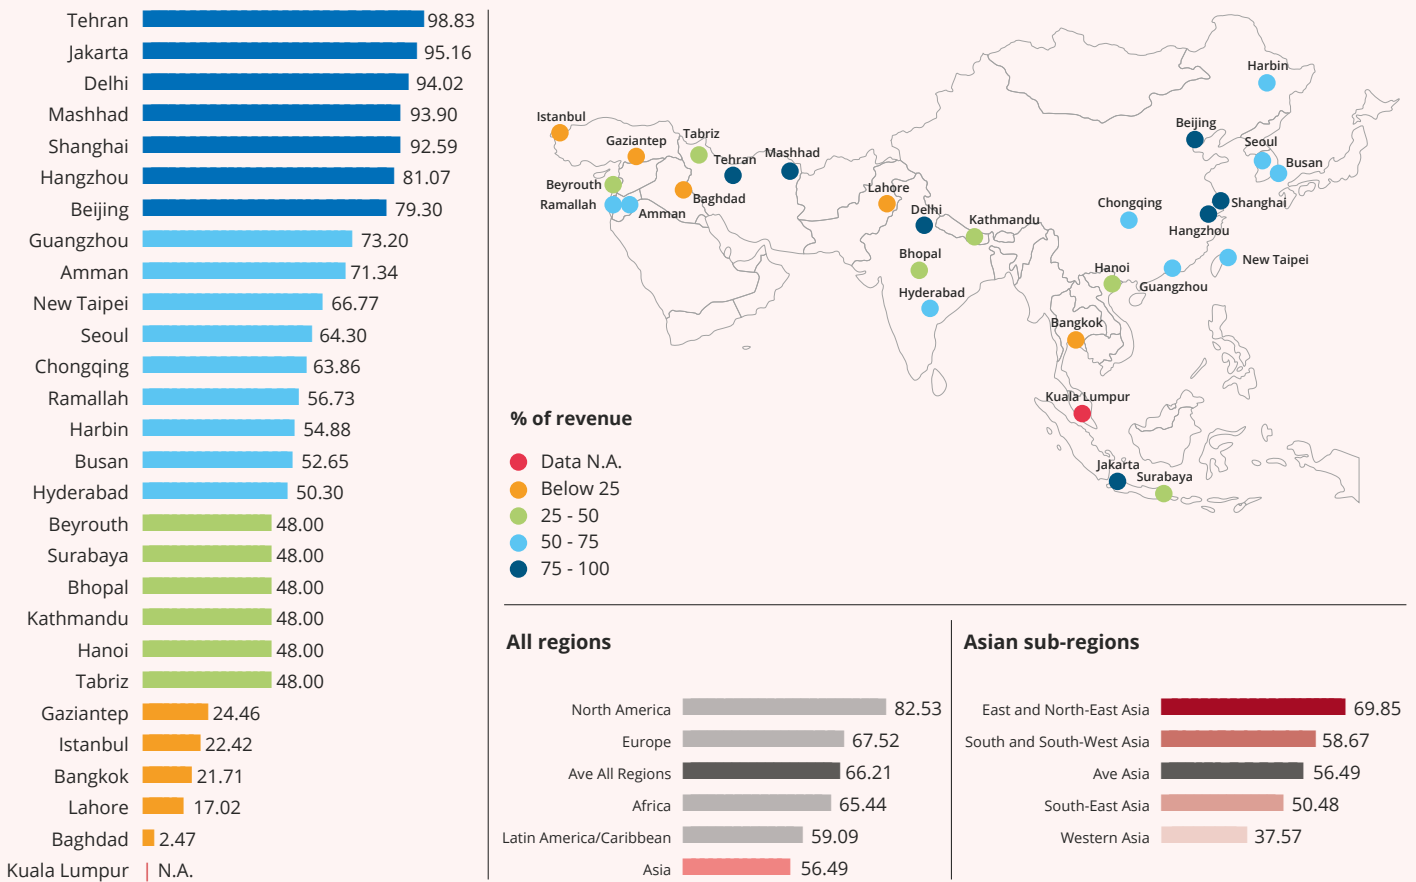 Tehran 98.83
Jakarta 95.16
Delhi 94.02
Mashhad 93.90
Shanghai 92.59
Hangzhou 81.07
Beijing 79.30
Guangzhou 73.20
Amman 71.34
New Taipei 66.77
Seoul 64.30
Chongqing 63.86
Ramallah 56.73
Harbin 54.88
Busan 52.65
Hyderabad 50.30
Beyrouth 48.00
Surabaya 48.00
Bhopal 48.00
Kathmandu 48.00
Hanoi 48.00
Tabriz 48.00
Gaziantep 24.46
Istanbul 22.42
Bangkok 21.71
Lahore 17.02
Baghdad 2.47
Kuala Lumpur N.A.
Harbin
Istanbul
Beijing
Gaziantep
Tabriz
Seoul
Tehran
Mashhad
Busan
Beyrouth
Lahore
Baghdad
Ramallah
Amman
Delhi
Kathmandu
Chongqing
Shanghai
Hangzhou
Bhopal
New Taipei
Hanoi
Guangzhou
Hyderabad
Bangkok
Kuala Lumpur
Jakarta
Surabaya
% of revenue
Data N.A.
Below 25
25 - 50
50 - 75
75 - 100
All regions
North America 82.53
Europe 67.52
Ave All Regions 66.21
Africa 65.44
Latin America/Caribbean 59.09
Asia 56.49
Asian sub-regions
East and North-East Asia 69.85
South and South-West Asia 58.67
Ave Asia 56.49
South-East Asia 50.48
Western Asia 37.57